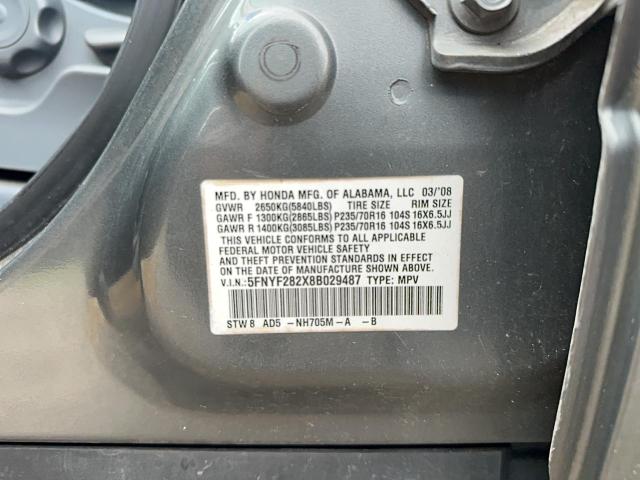 MFD. BY HONDA MFG. OF ALABAMA, LLC 03/'08
GVWR 2650KG(5840LBS) TIRE SIZE RIM SIZE
GAWR F 1300KG(2865LBS) P235/70R16 104S 16X6.5JJ
GAWR R 1400KG(3085LBS) P235/70R16 104S 16X6.5JJ
THIS VEHICLE CONFORMS TO ALL APPLICABLE
FEDERAL MOTOR VEHICLE SAFETY
AND THEFT PREVENTION STANDARDS IN EFFECT
ON THE DATE OF MANUFACTURE SHOWN ABOVE.
V.I.N.:5FNYF282X8B029487 TYPE: MPV
STW8 AD5 -NH705M-A -B